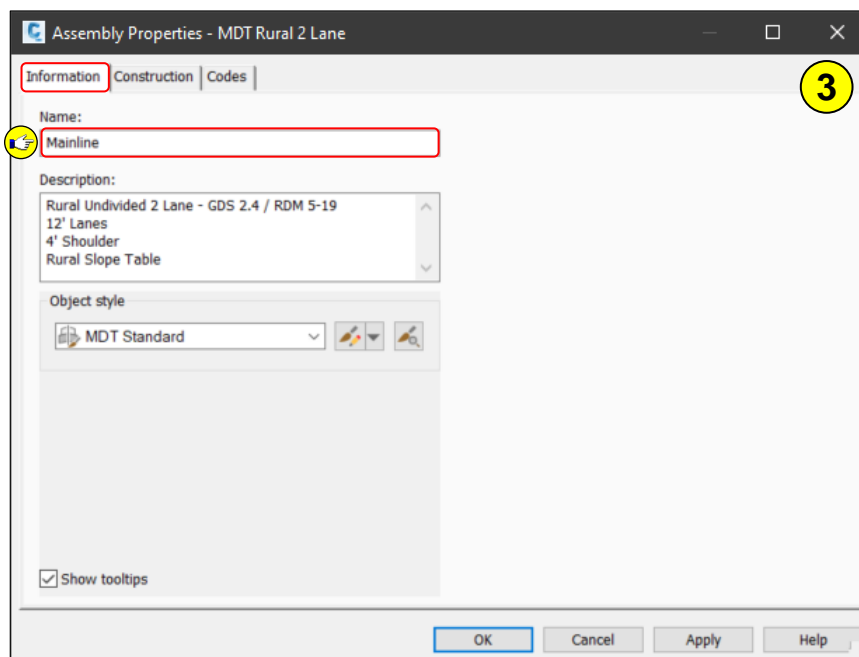 Assembly Properties - MDT Rural 2 Lane
Information Construction Codes
3
Name:
Mainline
Description:
Rural Undivided 2 Lane - GDS 2.4 / RDM 5-19
12' Lanes
4' Shoulder
Rural Slope Table
Object style
MDT Standard
Show tooltips
OK Cancel Apply Help